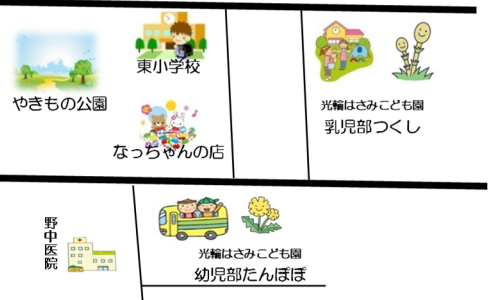 東小学校
やきもの公園
なっちゃんの店
光輪はさみこども園
乳児部つくし
野中医院
光輪はさみこども園
幼児部たんぽぽ